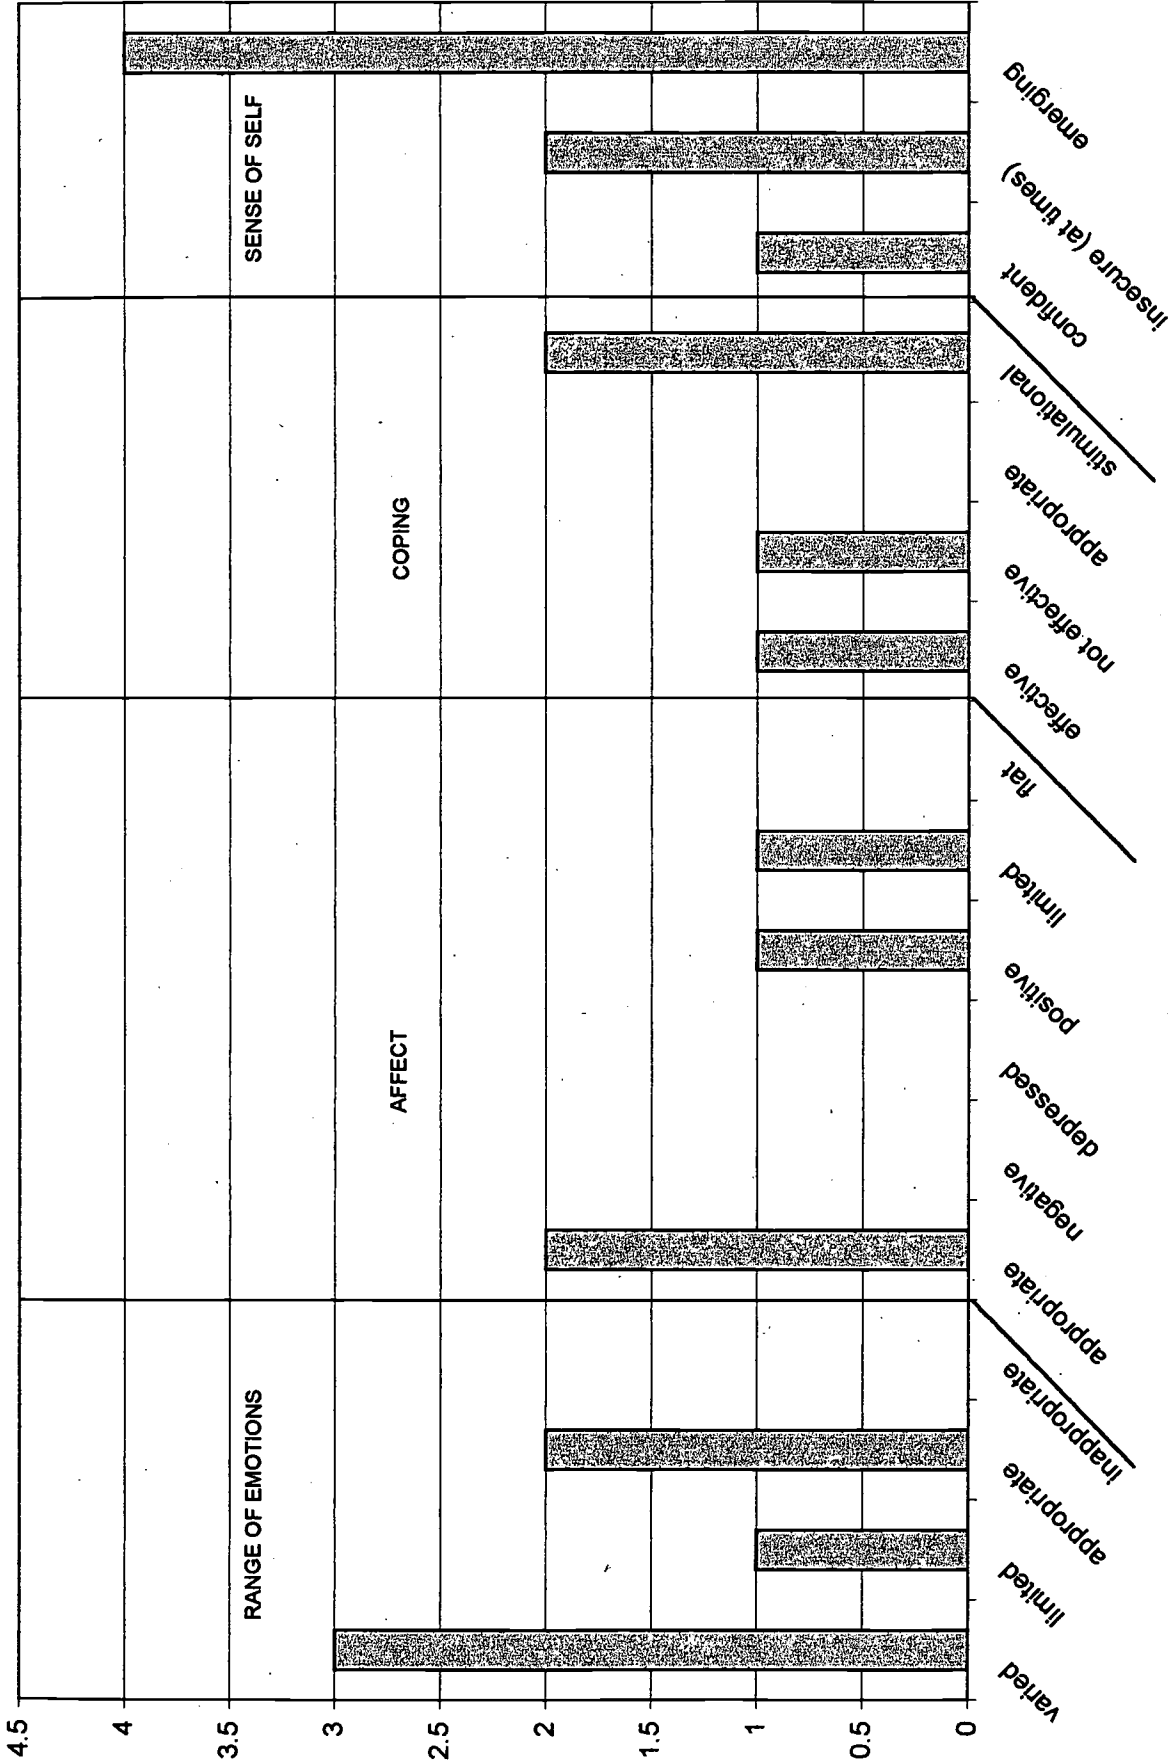 4.5
4
3.5
3
2.5
2
1.5
1
0.5
0
RANGE OF EMOTIONS
AFFECT
COPING
SENSE OF SELF
varied
limited
appropriate
inappropriate
appropriate
negative
depressed
positive
limited
flat
effective
not effective
appropriate
stimulational
confident
insecure (at times)
emerging